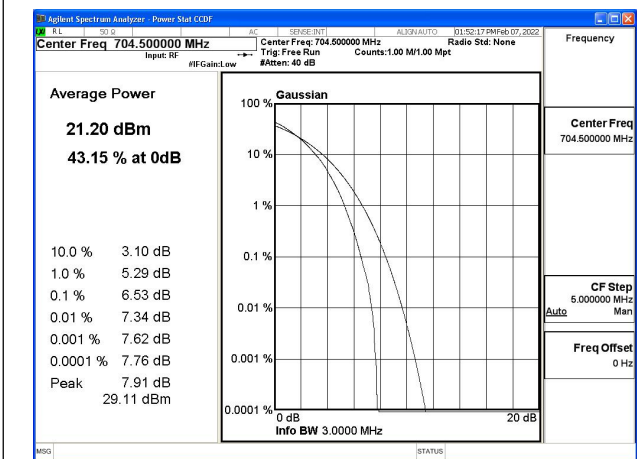 Agilent Spectrum Analyzer - Power Stat CCDF
RL 50 Ω AC SENSE:INT ALIGN AUTO 01:52:17 PM Feb 07, 2022
Center Freq 704.500000 MHz
Center Freq: 704.500000 MHz Radio Std: None
Input: RF
Trig: Free Run Counts:1.00 M/1.00 Mpt
#IFGain:Low #Atten: 40 dB
Frequency
Average Power
21.20 dBm
43.15 % at 0dB
10.0 % 3.10 dB
1.0 % 5.29 dB
0.1 % 6.53 dB
0.01 % 7.34 dB
0.001 % 7.62 dB
0.0001 % 7.76 dB
Peak 7.91 dB
29.11 dBm
Gaussian
100 %
10 %
1 %
0.1 %
0.01 %
0.001 %
0.0001 %
0 dB 20 dB
Info BW 3.0000 MHz
Center Freq
704.500000 MHz
CF Step
5.000000 MHz
Auto Man
Freq Offset
0 Hz
MSG STATUS